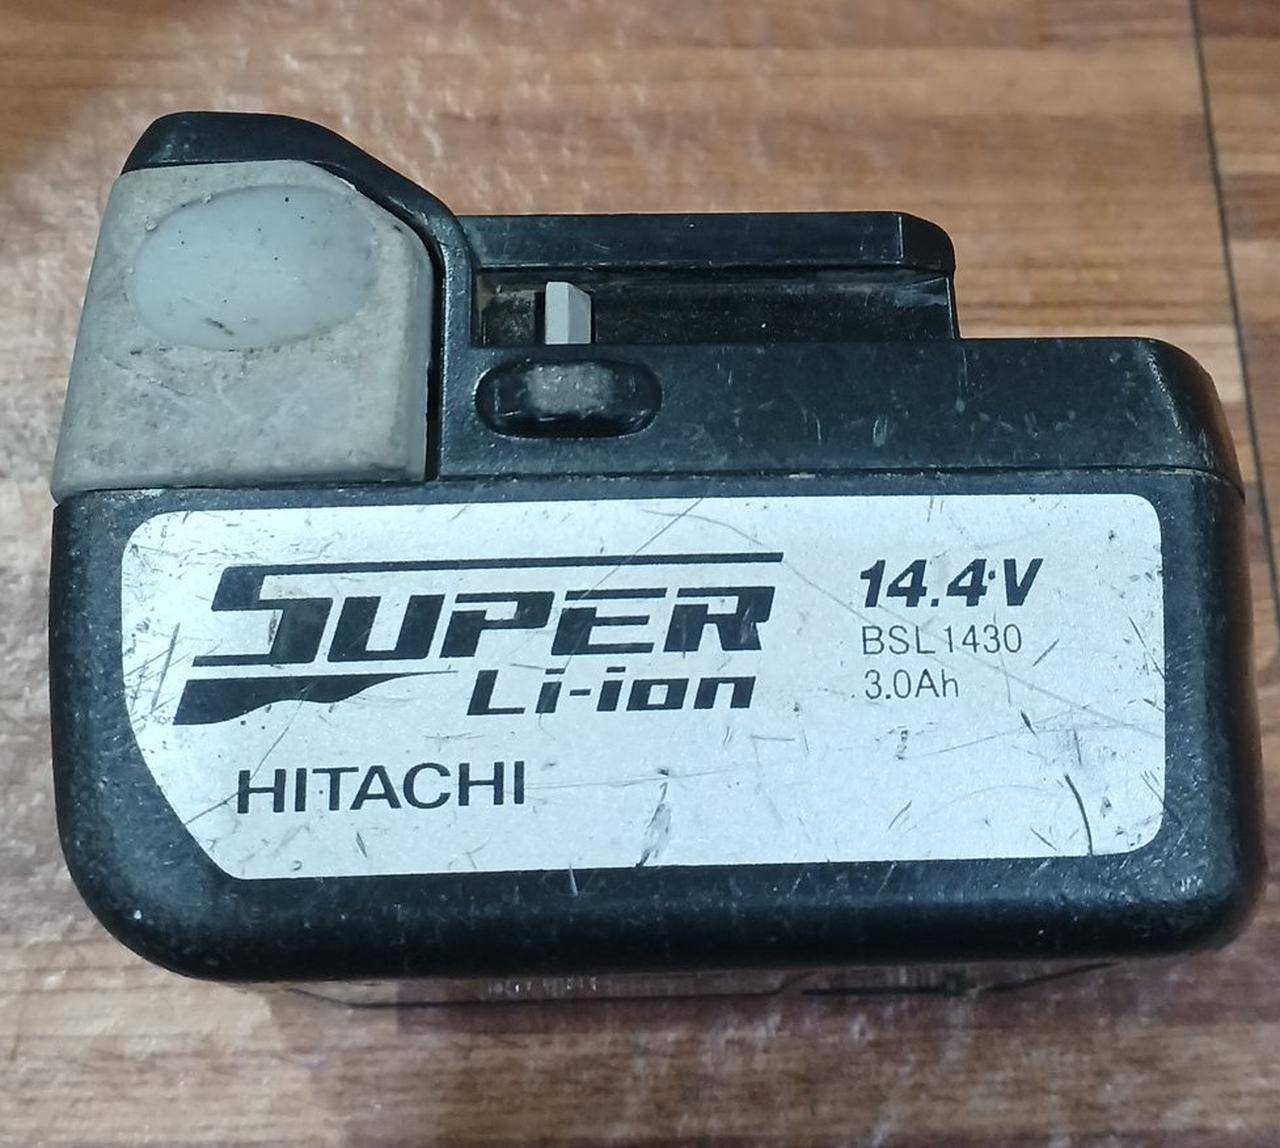 SUPER
Li-ion
14.4V
BSL1430
3.0Ah
HITACHI